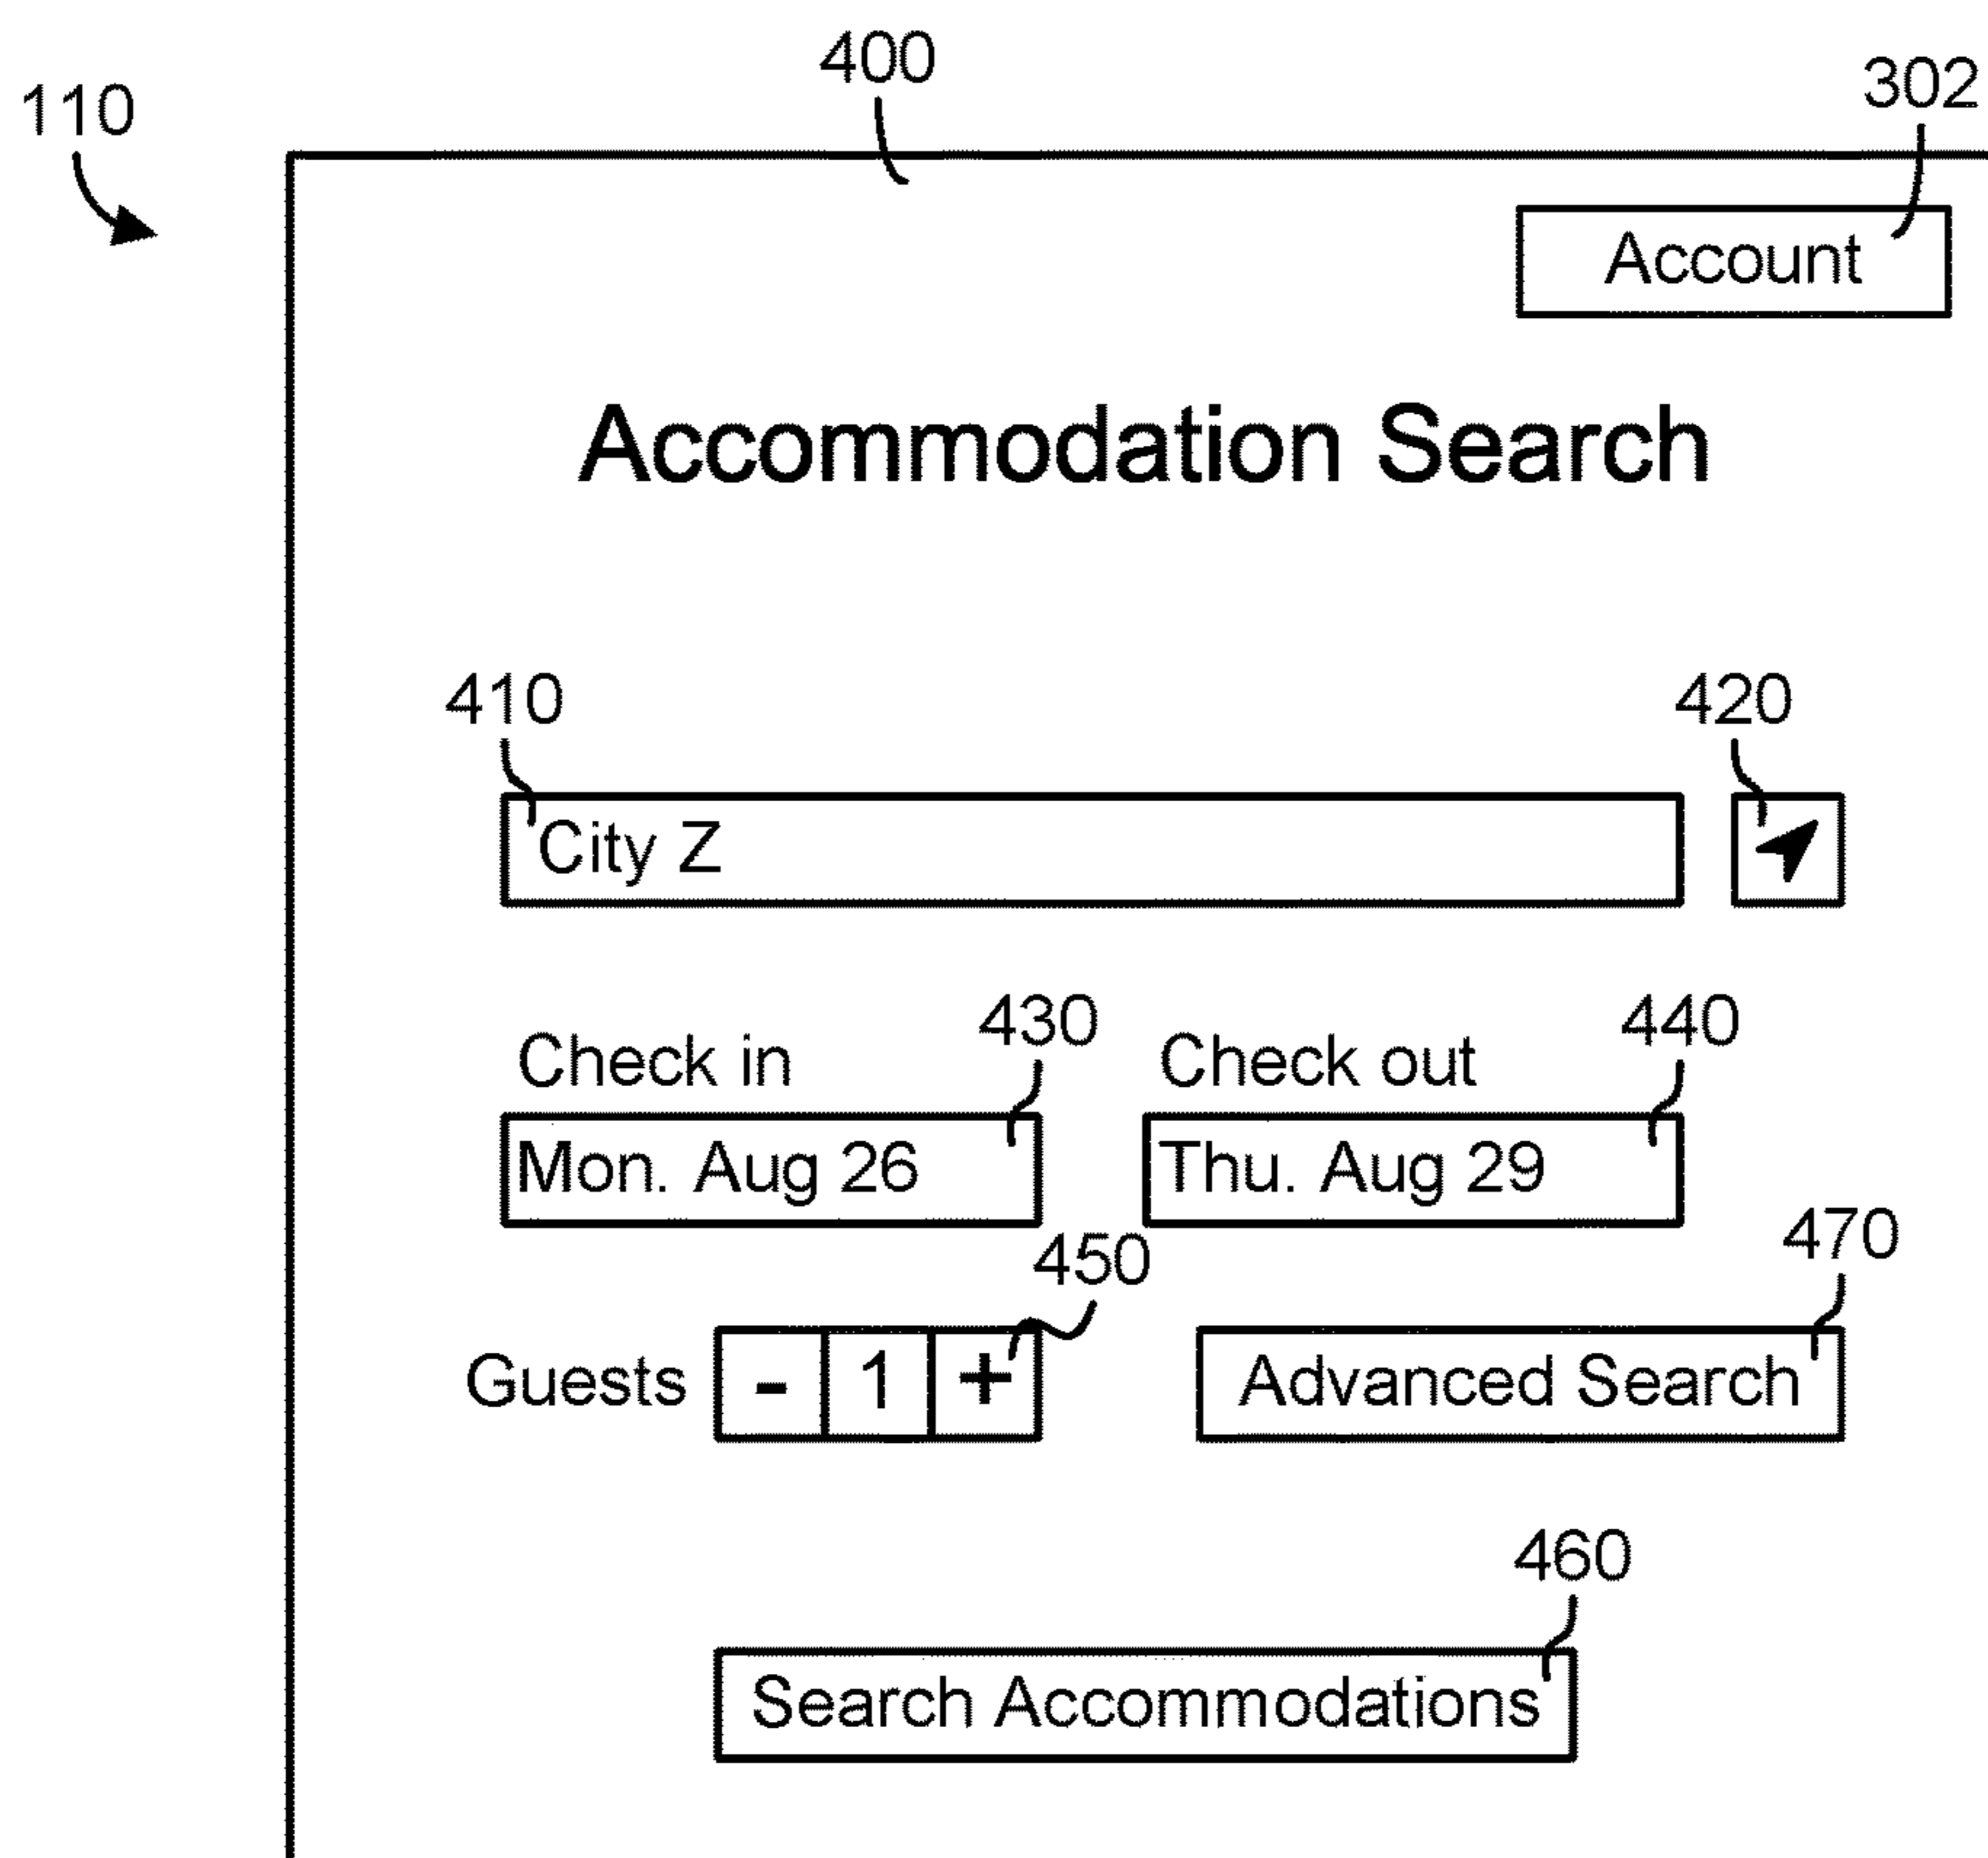 400
302
110
Account
Accommodation Search
410
420
City Z
430
440
Check in
Check out
Mon. Aug 26
Thu. Aug 29
470
450
Guests - 1 +
Advanced Search
460
Search Accommodations